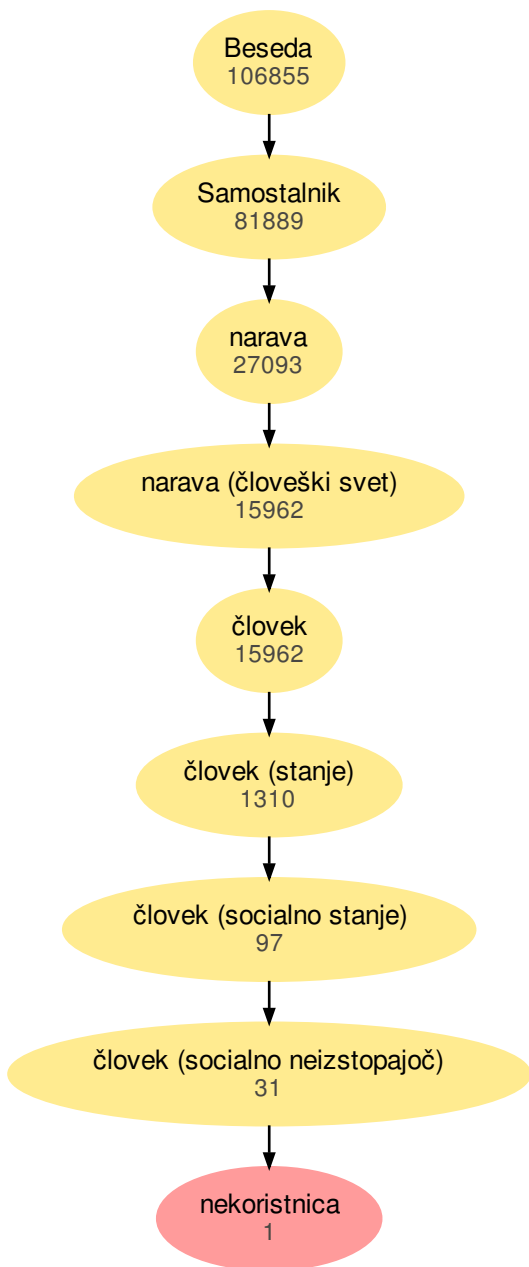 Beseda
106855
Samostalnik
81889
narava
27093
narava (človeški svet)
15962
človek
15962
človek (stanje)
1310
človek (socialno stanje)
97
človek (socialno neizstopajoč)
31
nekoristnica
1